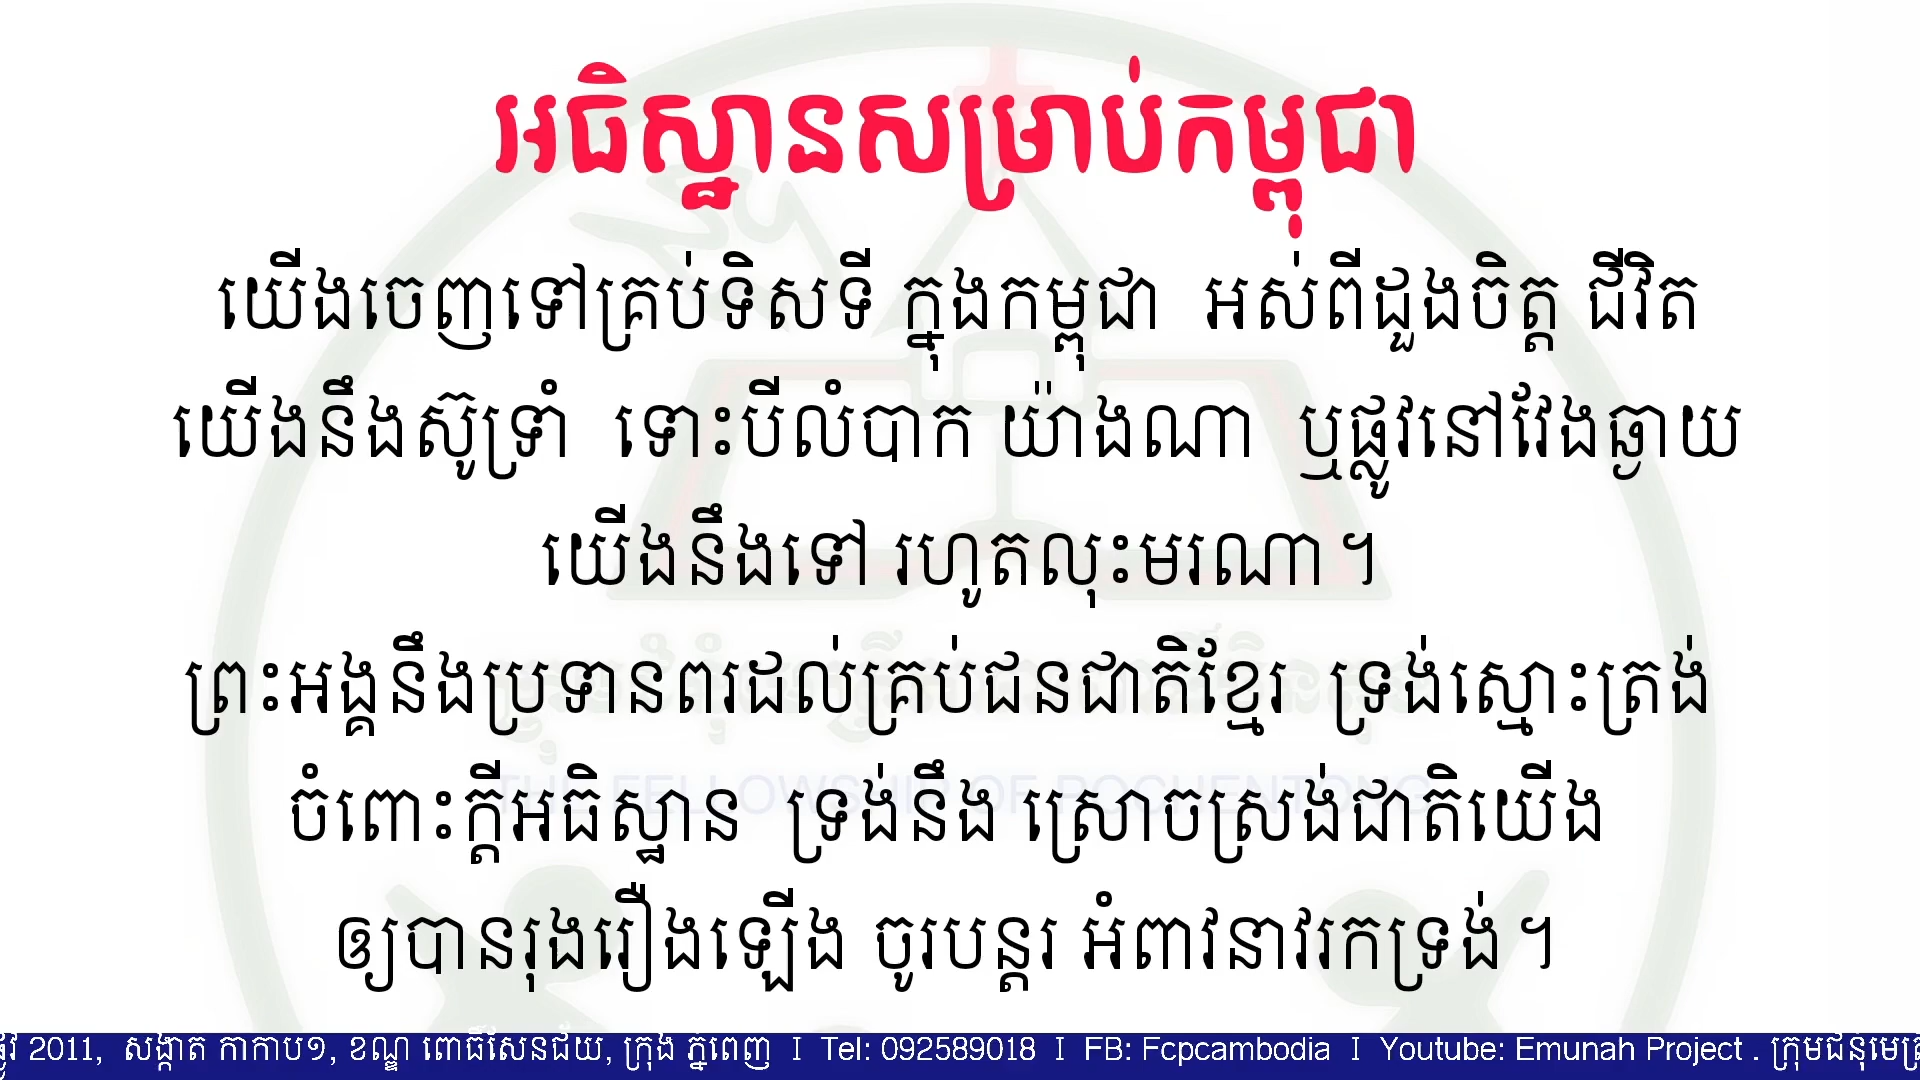 អធិស្ឋានសម្រាប់កម្ពុជា
យើងចេញទៅគ្រប់ទិសទី ក្នុងកម្ពុជា អស់ពីដួងចិត្ត ជីវិត
យើងនឹងស៊ូទ្រាំ ទោះបីលំបាក យ៉ាងណា ឬផ្លូវនៅវែងឆ្ងាយ
យើងនឹងទៅ រហូតលុះមរណា។
ព្រះអង្គនឹងប្រទានពរដល់គ្រប់ជនជាតិខ្មែរ ទ្រង់ស្មោះត្រង់
ចំពោះក្ដីអធិស្ឋាន ទ្រង់នឹង ស្រោចស្រង់ជាតិយើង
ឲ្យបានរុងរឿងឡើង ចូរបន្តរ អំពាវនាវរកទ្រង់។
THE FELLOWSHIP OF POCHENTONG
2011, សង្កាត កាកាប១, ខណ្ឌ ពោធិ៍សែនជ័យ, ក្រុង ភ្នំពេញ I Tel: 092589018 I FB: Fcpcambodia I Youtube: Emunah Project .